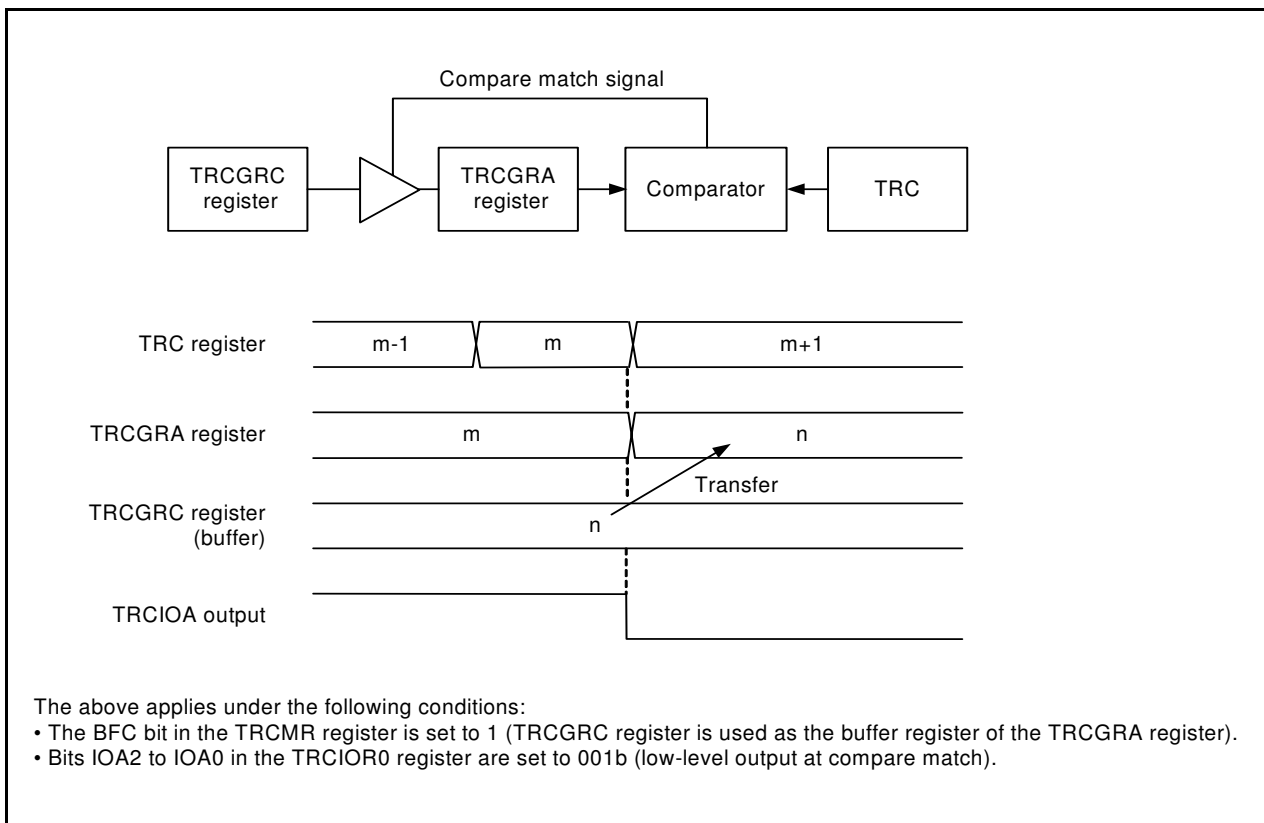 Compare match signal
TRCGRC
register
TRCGRA
register
Comparator
TRC
TRC register
m-1
m
m+1
TRCGRA register
m
n
Transfer
TRCGRC register
(buffer)
n
TRCIOA output
The above applies under the following conditions:
• The BFC bit in the TRCMR register is set to 1 (TRCGRC register is used as the buffer register of the TRCGRA register).
• Bits IOA2 to IOA0 in the TRCIOR0 register are set to 001b (low-level output at compare match).